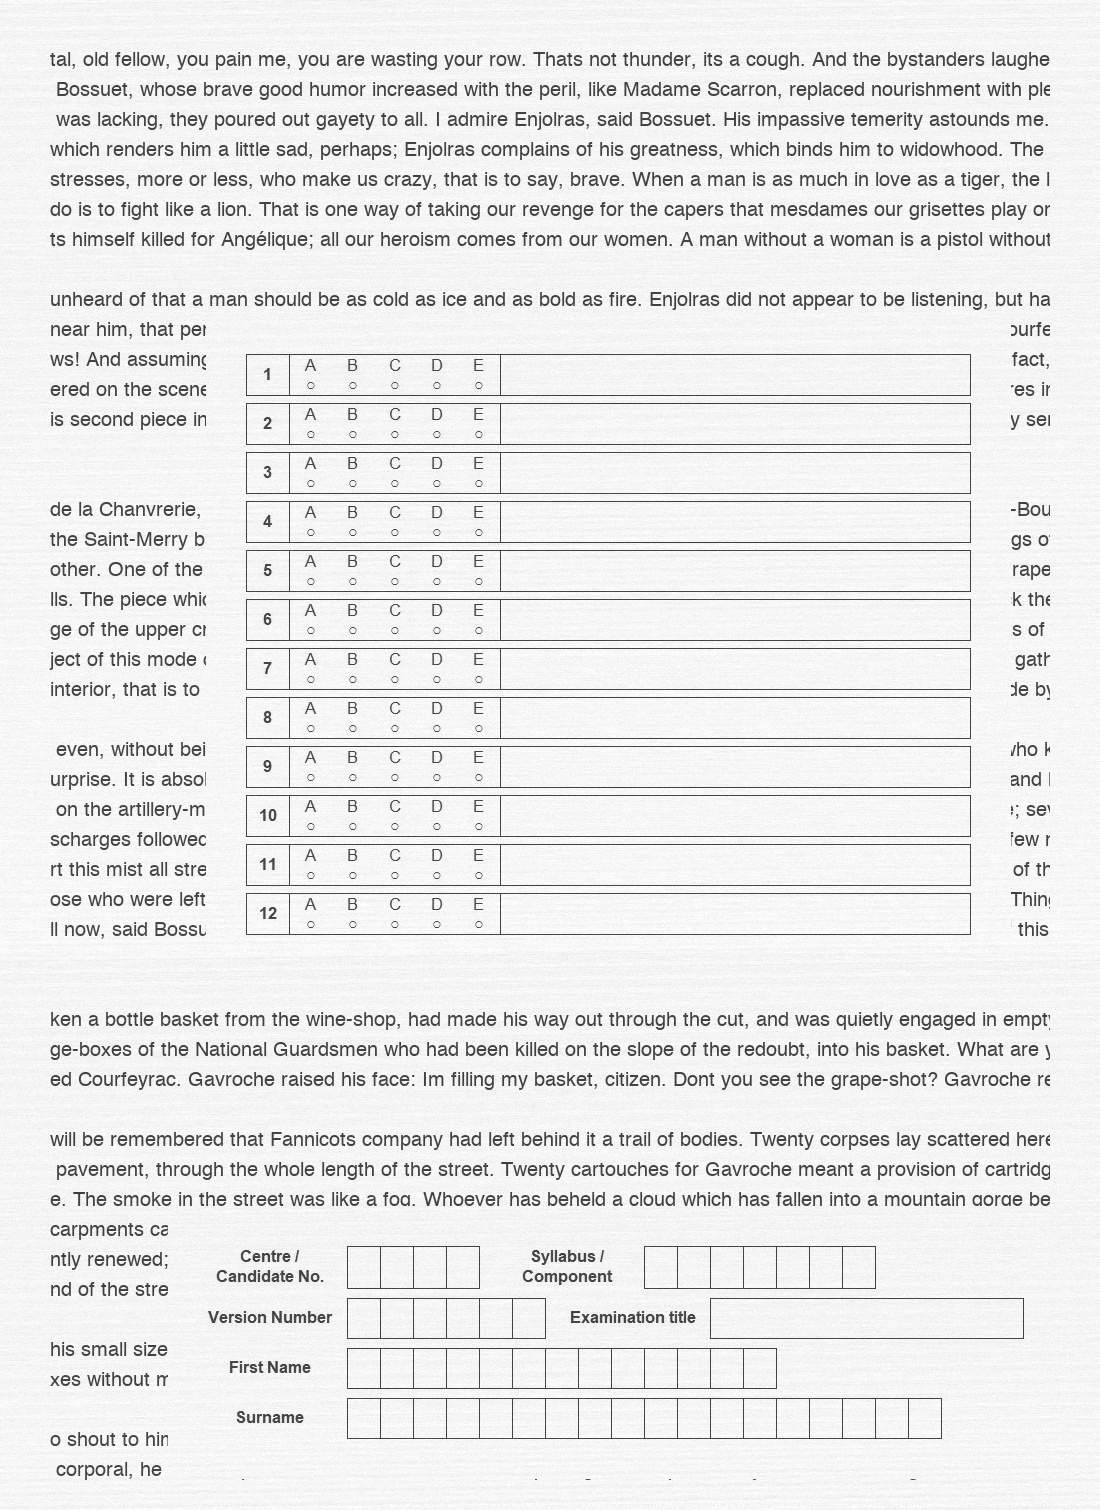 tal, old fellow, you pain me, you are wasting your row. Thats not thunder, its a cough. And the bystanders laughe
Bossuet, whose brave good humor increased with the peril, like Madame Scarron, replaced nourishment with ple
was lacking, they poured out gayety to all. I admire Enjolras, said Bossuet. His impassive temerity astounds me.
which renders him a little sad, perhaps; Enjolras complains of his greatness, which binds him to widowhood. The
stresses, more or less, who make us crazy, that is to say, brave. When a man is as much in love as a tiger, the l
do is to fight like a lion. That is one way of taking our revenge for the capers that mesdames our grisettes play or
ts himself killed for Angélique; all our heroism comes from our women. A man without a woman is a pistol without
unheard of that a man should be as cold as ice and as bold as fire. Enjolras did not appear to be listening, but ha
near him, that per ourfe
ws! And assuming fact,
ered on the scene res in
is second piece in y ser
1 A B C D E
2 A B C D E
3 A B C D E
4 A B C D E
5 A B C D E
6 A B C D E
7 A B C D E
8 A B C D E
9 A B C D E
10 A B C D E
11 A B C D E
12 A B C D E
de la Chanvrerie, -Bou
the Saint-Merry b gs o
other. One of the rape
lls. The piece whic k the
ge of the upper cr s of
ject of this mode gath
interior, that is to de by
even, without bei who k
urprise. It is absol and
on the artillery-m ; sev
scharges followed few r
rt this mist all stre of th
ose who were left Thing
ll now, said Bossu this
ken a bottle basket from the wine-shop, had made his way out through the cut, and was quietly engaged in empty
ge-boxes of the National Guardsmen who had been killed on the slope of the redoubt, into his basket. What are y
ed Courfeyrac. Gavroche raised his face: Im filling my basket, citizen. Dont you see the grape-shot? Gavroche re
will be remembered that Fannicots company had left behind it a trail of bodies. Twenty corpses lay scattered here
pavement, through the whole length of the street. Twenty cartouches for Gavroche meant a provision of cartridg
e. The smoke in the street was like a fog. Whoever has beheld a cloud which has fallen into a mountain gorge be
carpments ca
ntly renewed;
nd of the stre
his small size
xes without m
o shout to him
corporal, he
Centre /
Candidate No.
Syllabus /
Component
Version Number
Examination title
First Name
Surname